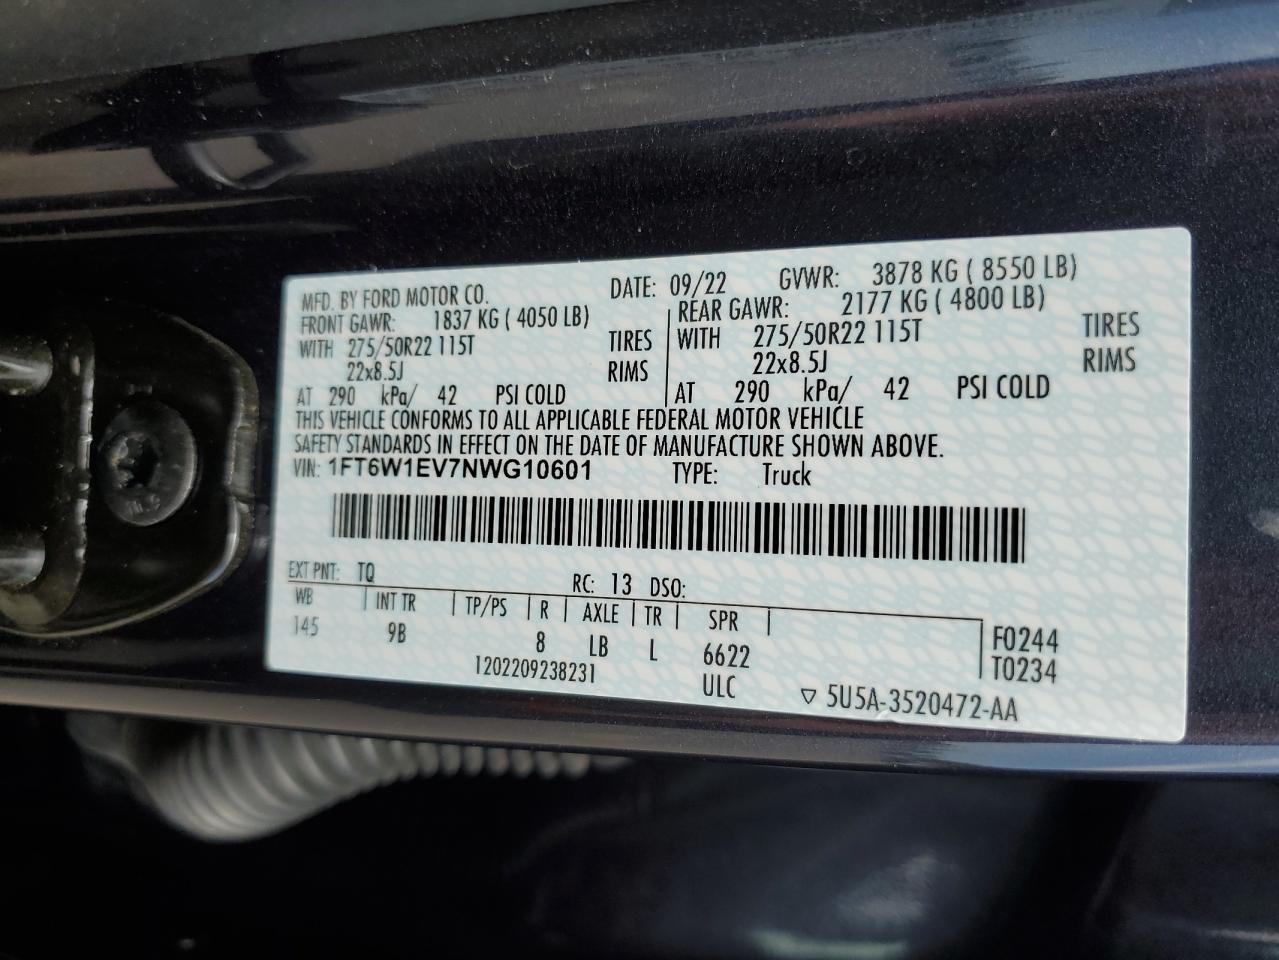 MFD. BY FORD MOTOR CO. DATE: 09/22 GVWR: 3878 KG ( 8550 LB)
FRONT GAWR: 1837 KG ( 4050 LB) REAR GAWR: 2177 KG ( 4800 LB)
WITH 275/50R22 115T TIRES WITH 275/50R22 115T TIRES
22x8.5J RIMS 22x8.5J RIMS
AT 290 kPa/ 42 PSI COLD AT 290 kPa/ 42 PSI COLD
THIS VEHICLE CONFORMS TO ALL APPLICABLE FEDERAL MOTOR VEHICLE
SAFETY STANDARDS IN EFFECT ON THE DATE OF MANUFACTURE SHOWN ABOVE.
VIN: 1FT6W1EV7NWG10601 TYPE: Truck
EXT PNT: TQ RC: 13 DSO:
WB INT TR TP/PS R AXLE TR SPR
145 9B 8 LB L 6622 F0244
1202209238231 ULC T0234
▽ 5U5A-3520472-AA